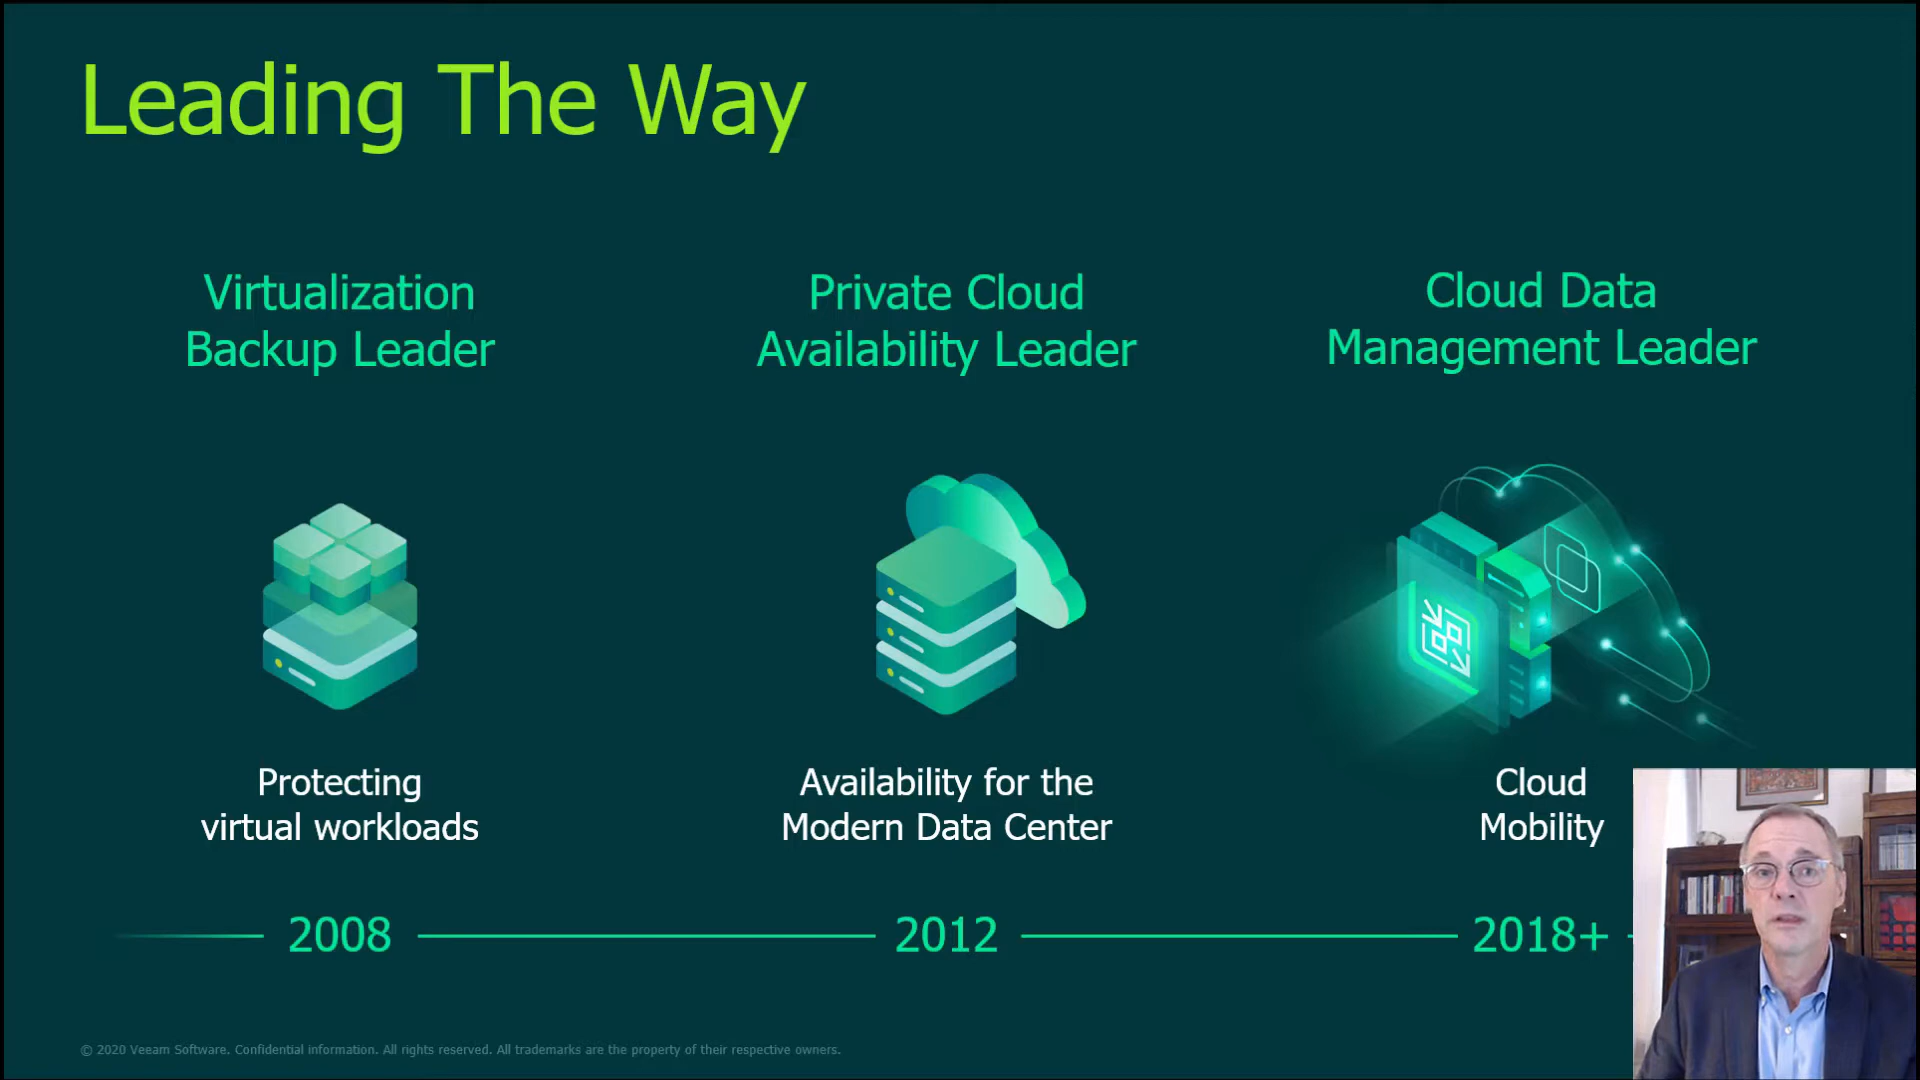 Leading The Way
Virtualization
Backup Leader
Private Cloud
Availability Leader
Cloud Data
Management Leader
Protecting
virtual workloads
Availability for the
Modern Data Center
Cloud
Mobility
2008
2012
2018+
© 2020 Veeam Software. Confidential information. All rights reserved. All trademarks are the property of their respective owners.